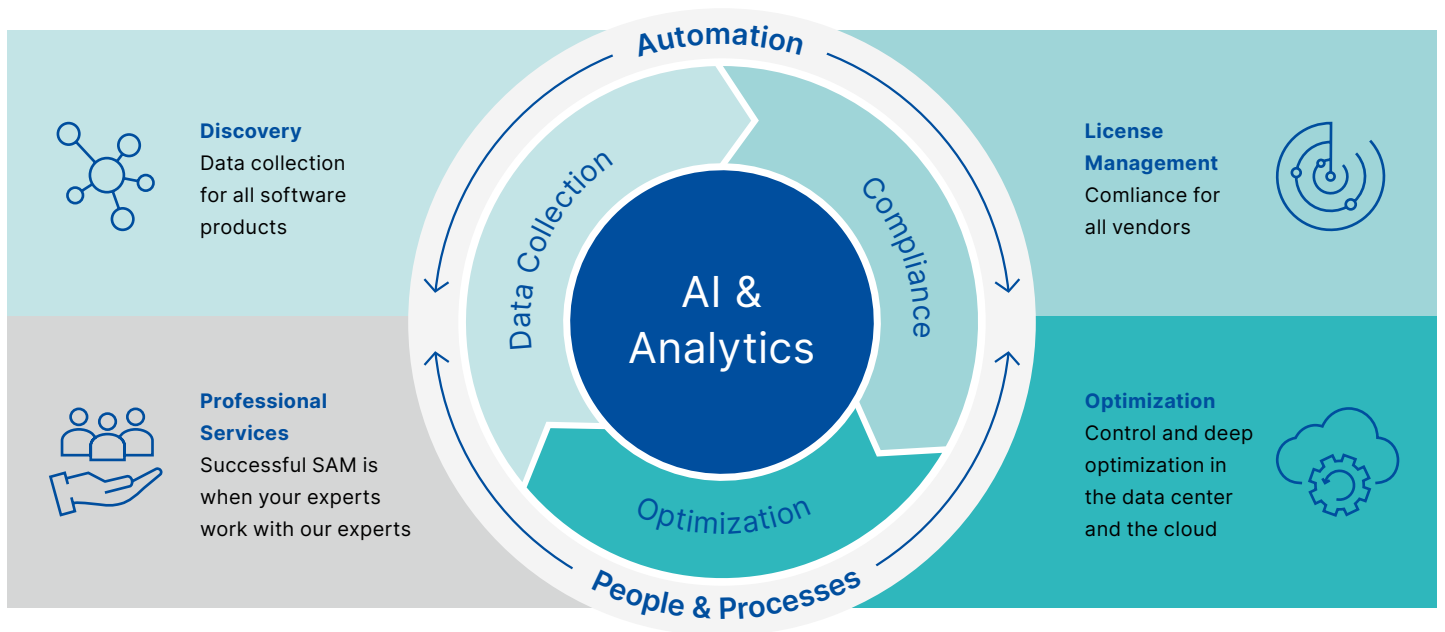 Automation
Discovery
Data collection
for all software
products
License
Management
Comliance for
all vendors
Data Collection
Compliance
AI &
Analytics
Optimization
Professional
Services
Successful SAM is
when your experts
work with our experts
Optimization
Control and deep
optimization in
the data center
and the cloud
People & Processes